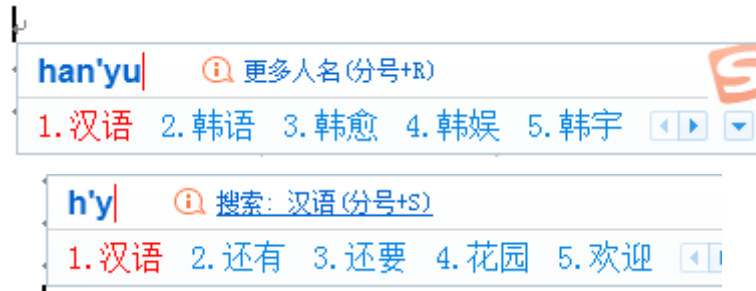 han'yu 更多人名(分号+R)
1.汉语 2.韩语 3.韩愈 4.韩娱 5.韩宇
h'y 搜索: 汉语(分号+S)
1.汉语 2.还有 3.还要 4.花园 5.欢迎